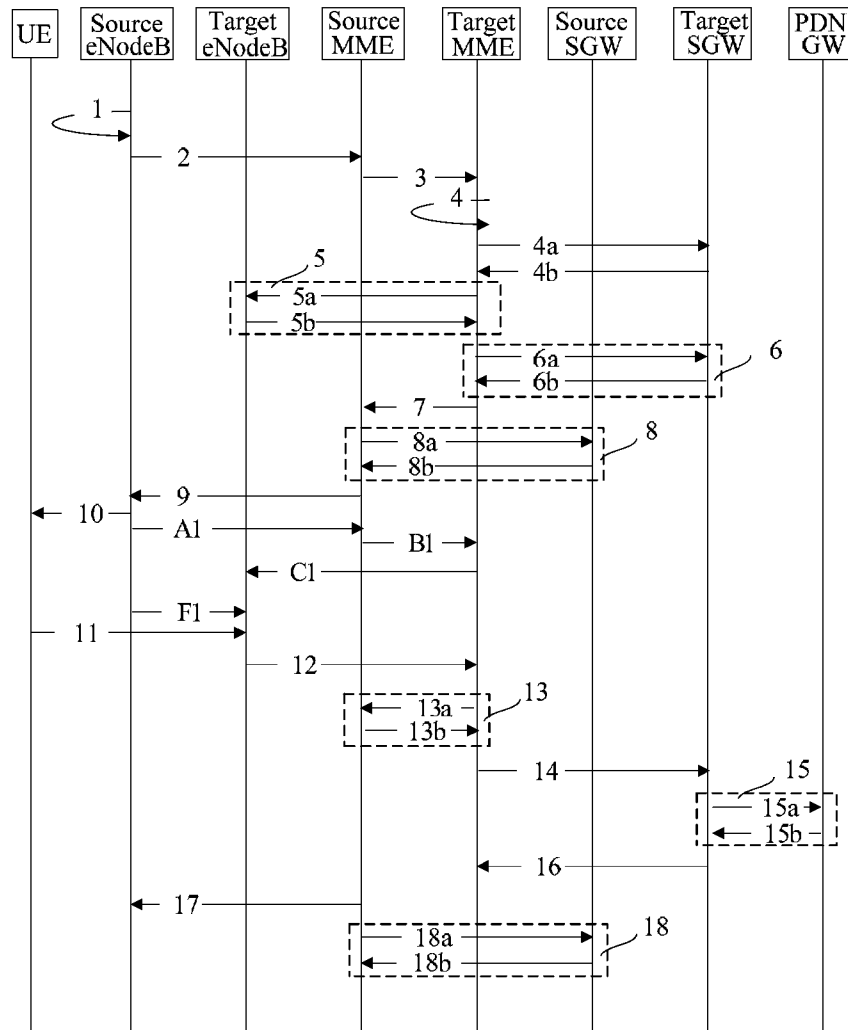 UE
Source
eNodeB
Target
eNodeB
Source
MME
Target
MME
Source
SGW
Target
SGW
PDN
GW
1
2
3
4
4a
4b
5
5a
5b
6a
6
6b
7
8a
8
8b
9
10
A1
B1
C1
F1
11
12
13
13a
13b
14
15
15a
15b
16
17
18a
18
18b